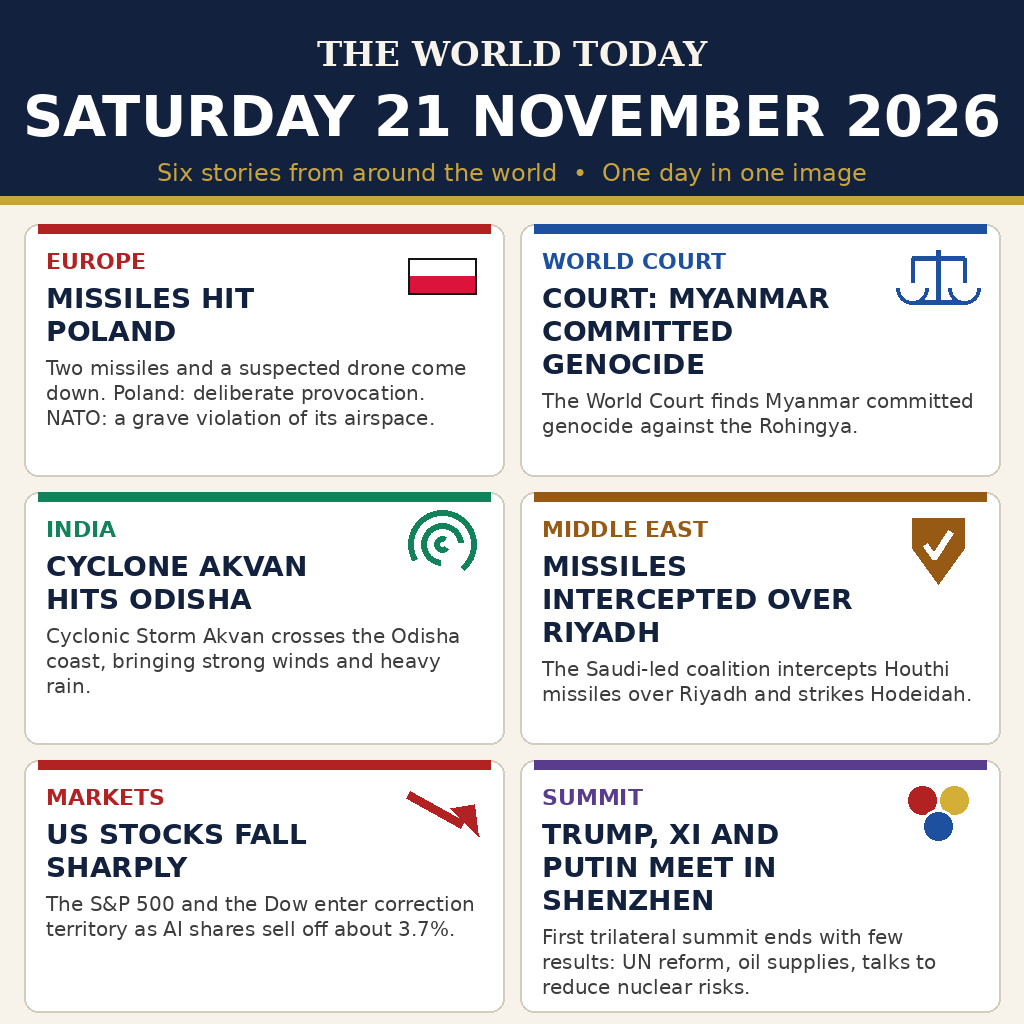 THE WORLD TODAY
SATURDAY 21 NOVEMBER 2026
Six stories from around the world • One day in one image
EUROPE
MISSILES HIT
POLAND
Two missiles and a suspected drone come
down. Poland: deliberate provocation.
NATO: a grave violation of its airspace.
WORLD COURT
COURT: MYANMAR
COMMITTED
GENOCIDE
The World Court finds Myanmar committed
genocide against the Rohingya.
INDIA
CYCLONE AKVAN
HITS ODISHA
Cyclonic Storm Akvan crosses the Odisha
coast, bringing strong winds and heavy
rain.
MIDDLE EAST
MISSILES
INTERCEPTED OVER
RIYADH
The Saudi-led coalition intercepts Houthi
missiles over Riyadh and strikes Hodeidah.
MARKETS
US STOCKS FALL
SHARPLY
The S&P 500 and the Dow enter correction
territory as AI shares sell off about 3.7%.
SUMMIT
TRUMP, XI AND
PUTIN MEET IN
SHENZHEN
First trilateral summit ends with few
results: UN reform, oil supplies, talks to
reduce nuclear risks.